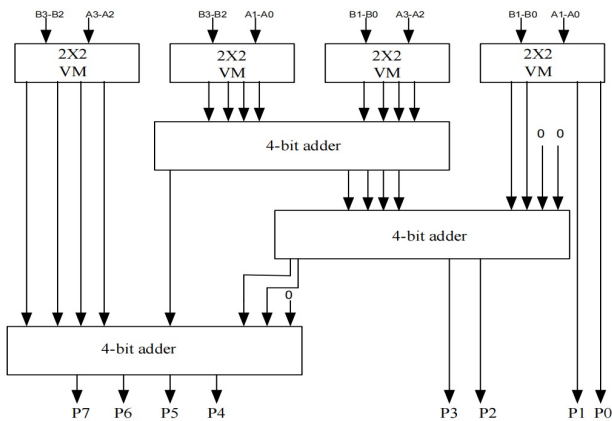 B3-B2 A3-A2 B3-B2 A1-A0 B1-B0 A3-A2 B1-B0 A1-A0
2X2 2X2 2X2 2X2
VM VM VM VM
0 0
4-bit adder
4-bit adder
0
4-bit adder
P7 P6 P5 P4 P3 P2 P1 P0